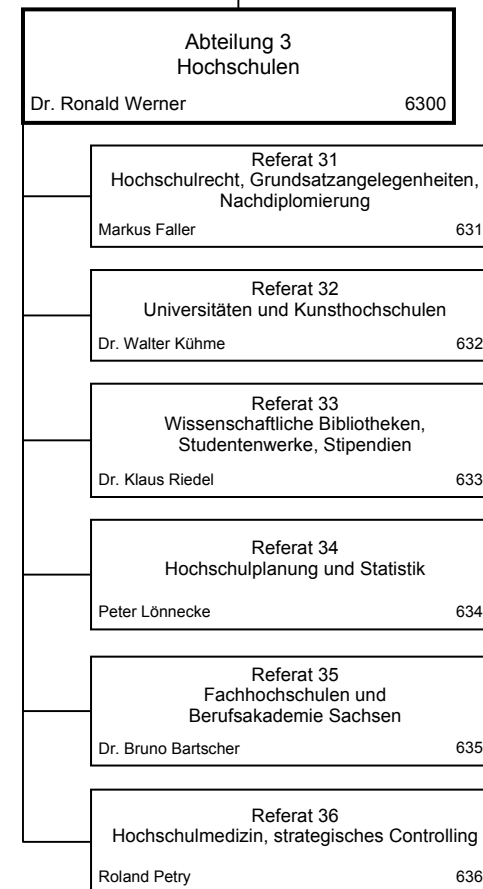 Abteilung 3
Hochschulen
Dr. Ronald Werner 6300
Referat 31
Hochschulrecht, Grundsatzangelegenheiten,
Nachdiplomierung
Markus Faller 631
Referat 32
Universitäten und Kunsthochschulen
Dr. Walter Kühme 632
Referat 33
Wissenschaftliche Bibliotheken,
Studentenwerke, Stipendien
Dr. Klaus Riedel 633
Referat 34
Hochschulplanung und Statistik
Peter Lönnecke 634
Referat 35
Fachhochschulen und
Berufsakademie Sachsen
Dr. Bruno Bartscher 635
Referat 36
Hochschulmedizin, strategisches Controlling
Roland Petry 636